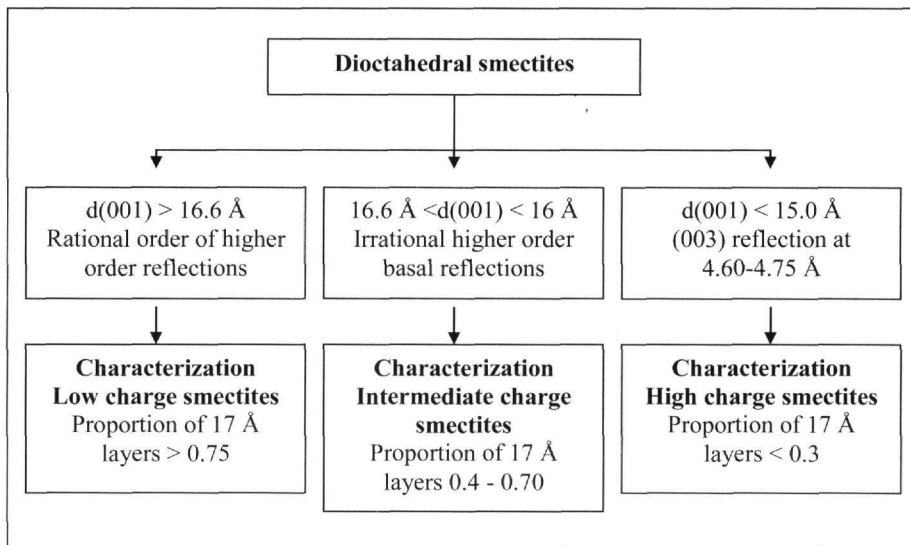 Dioctahedral smectites
d(001) > 16.6 Å
Rational order of higher
order reflections
16.6 Å <d(001) < 16 Å
Irrational higher order
basal reflections
d(001) < 15.0 Å
(003) reflection at
4.60-4.75 Å
Characterization
Low charge smectites
Proportion of 17 Å
layers > 0.75
Characterization
Intermediate charge
smectites
Proportion of 17 Å
layers 0.4 - 0.70
Characterization
High charge smectites
Proportion of 17 Å
layers < 0.3